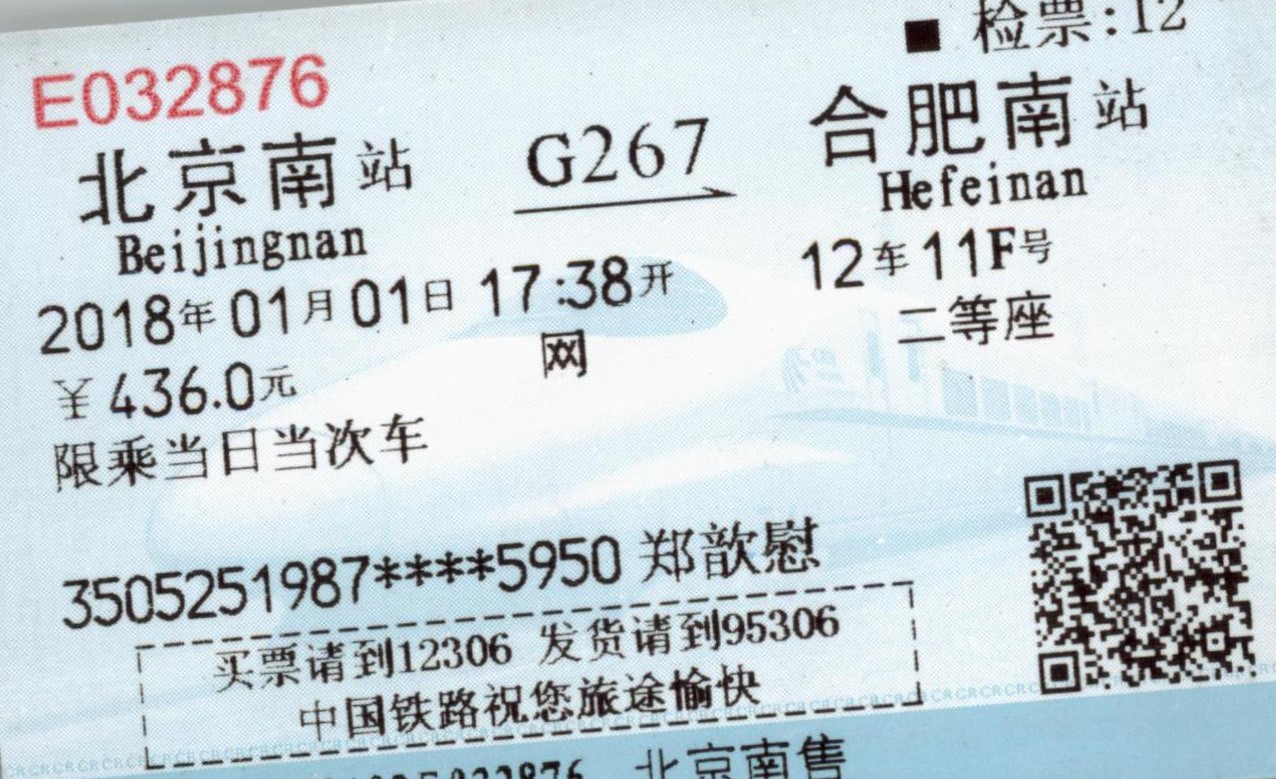 E032876 检票:12
北京南站 G267 合肥南站
Beijingnan Hefeinan
2018年01月01日 17:38开 12车11F号
￥436.0元 网 二等座
限乘当日当次车
3505251987****5950 郑歆慰
买票请到12306 发货请到95306
中国铁路祝您旅途愉快
北京南售